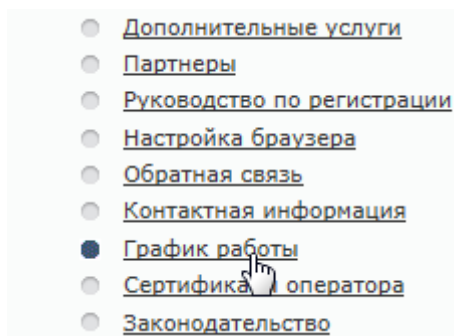 Дополнительные услуги
Партнеры
Руководство по регистрации
Настройка браузера
Обратная связь
Контактная информация
График работы
оператора
Законодательство